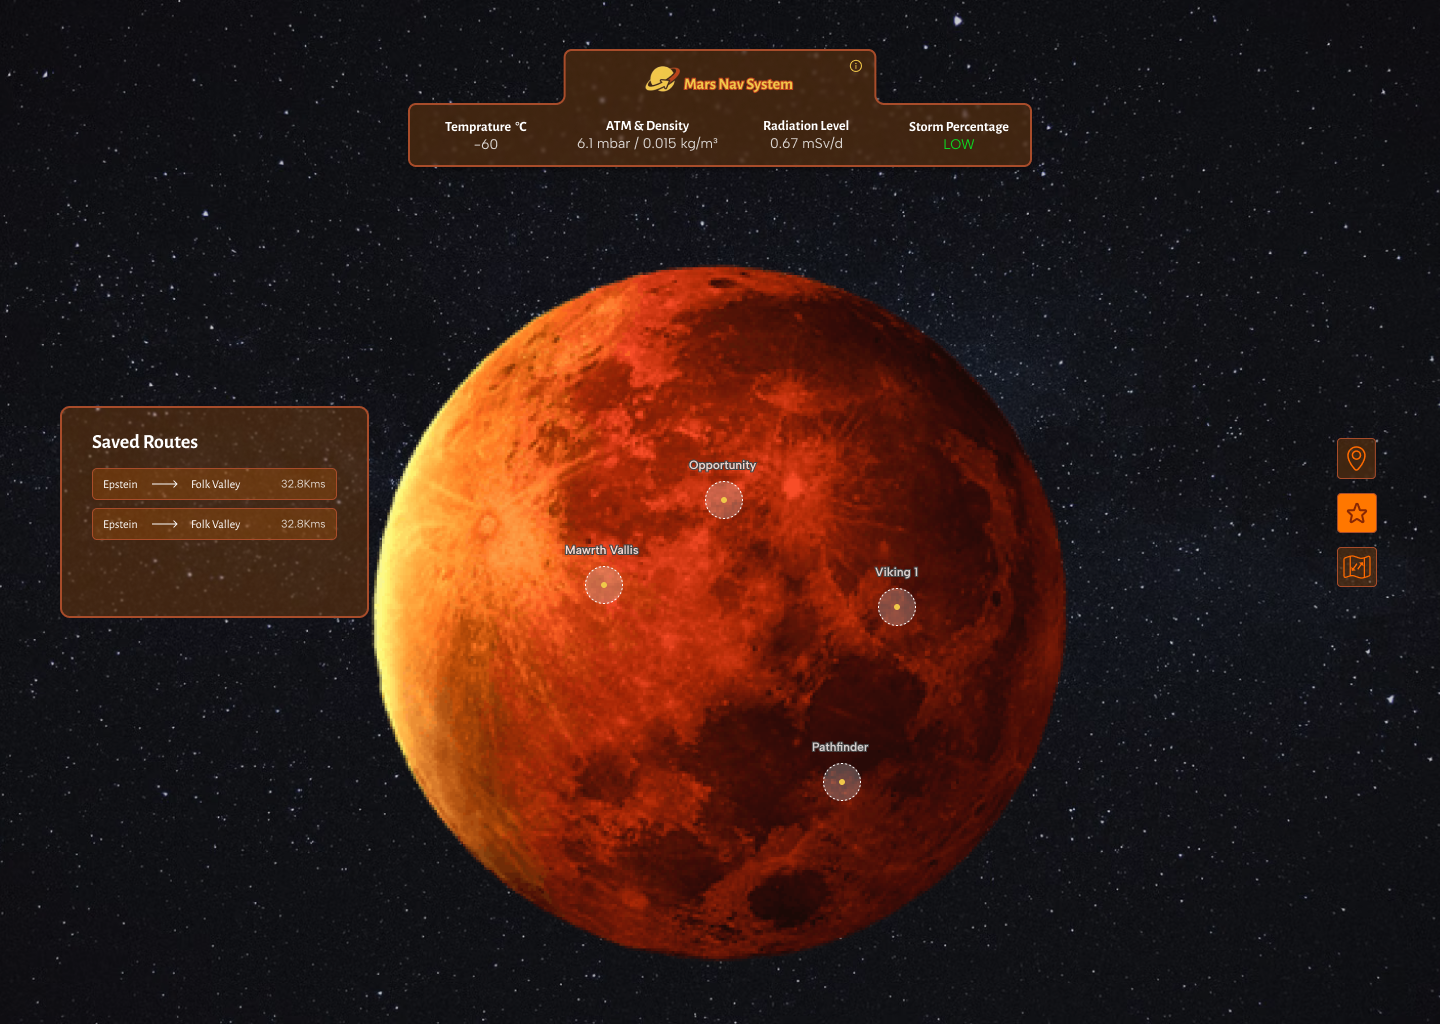 Mars Nav System
Temprature °C
-60
ATM & Density
6.1 mbar / 0.015 kg/m³
Radiation Level
0.67 mSv/d
Storm Percentage
LOW
Saved Routes
Epstein Folk Valley 32.8Kms
Epstein Folk Valley 32.8Kms
Opportunity
Mawrth Vallis
Viking 1
Pathfinder